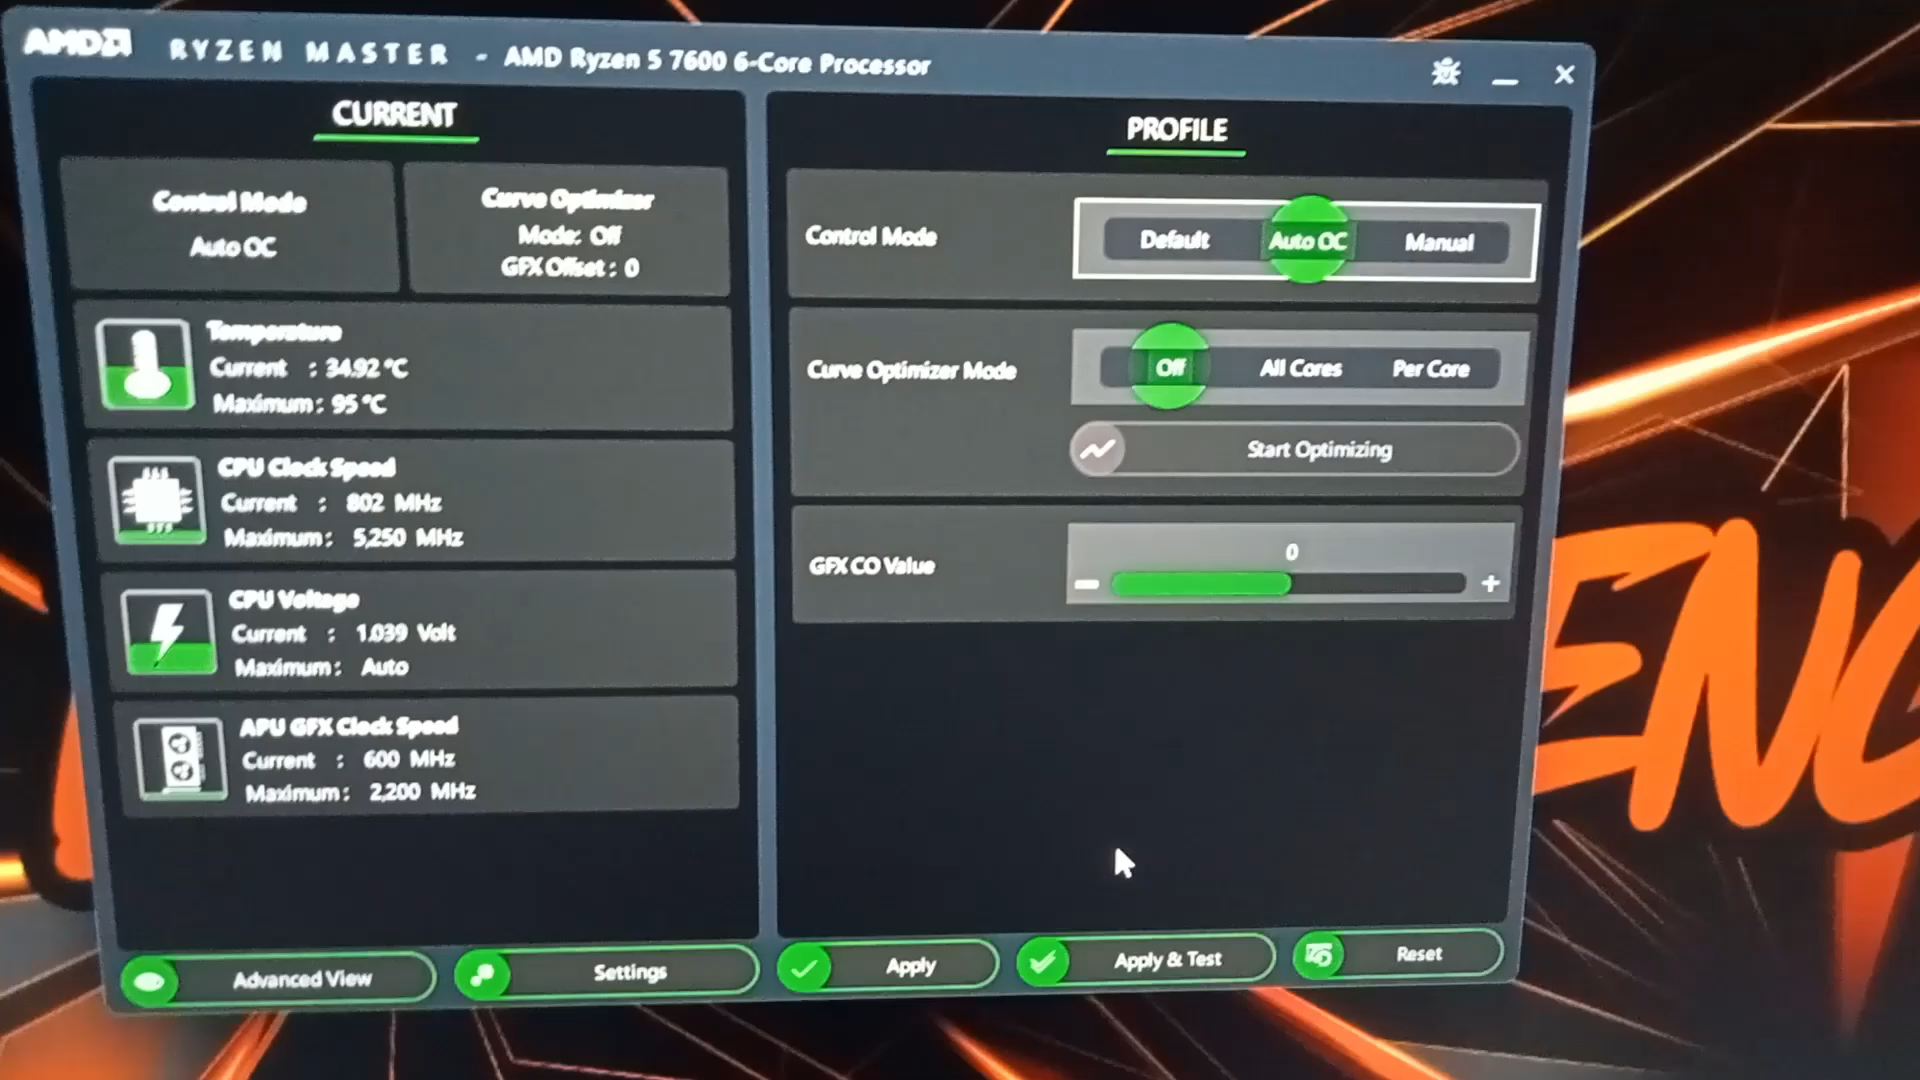 AMD RYZEN MASTER - AMD Ryzen 5 7600 6-Core Processor
CURRENT
Control Mode
Auto OC
Curve Optimizer
Mode: Off
GFX Offset : 0
Temperature
Current : 34.92 °C
Maximum : 95 °C
CPU Clock Speed
Current : 802 MHz
Maximum : 5,250 MHz
CPU Voltage
Current : 1.039 Volt
Maximum : Auto
APU GFX Clock Speed
Current : 600 MHz
Maximum : 2,200 MHz
Advanced View
Settings
PROFILE
Control Mode
Default Auto OC Manual
Curve Optimizer Mode
Off All Cores Per Core
Start Optimizing
GFX CO Value
0
- +
Apply
Apply & Test
Reset